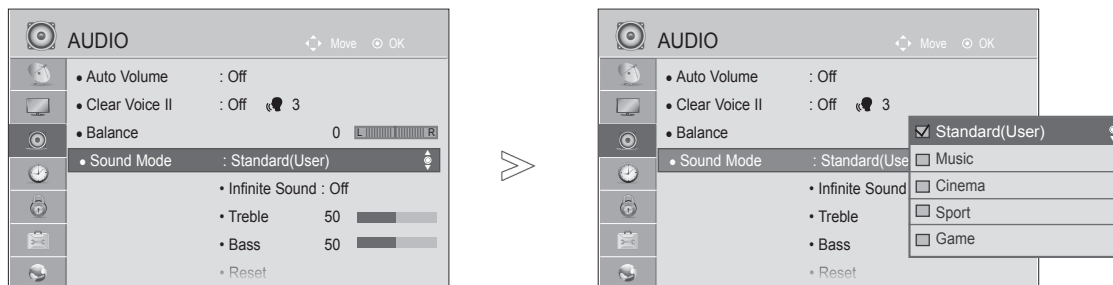 AUDIO
Move OK
• Auto Volume : Off
• Clear Voice II : Off 3
• Balance 0 L R
• Sound Mode : Standard(User)
• Infinite Sound : Off
• Treble 50
• Bass 50
• Reset
AUDIO
Move OK
• Auto Volume : Off
• Clear Voice II : Off 3
• Balance
• Sound Mode : Standard(Use
• Infinite Sound
• Treble
• Bass
• Reset
Standard(User)
Music
Cinema
Sport
Game